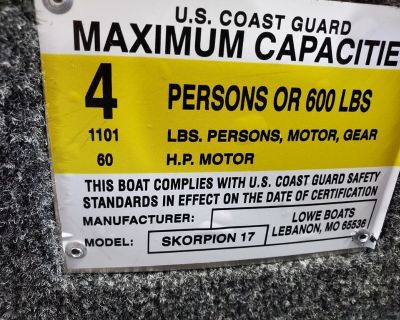 U.S. COAST GUARD
MAXIMUM CAPACITIE
4 PERSONS OR 600 LBS
1101 LBS. PERSONS, MOTOR, GEAR
60 H.P. MOTOR
THIS BOAT COMPLIES WITH U.S. COAST GUARD SAFETY
STANDARDS IN EFFECT ON THE DATE OF CERTIFICATION
MANUFACTURER: LOWE BOATS
LEBANON, MO 65536
MODEL: SKORPION 17